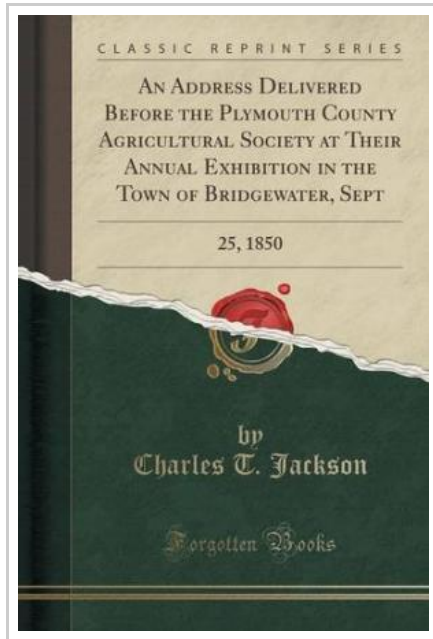 CLASSIC REPRINT SERIES
AN ADDRESS DELIVERED
BEFORE THE PLYMOUTH COUNTY
AGRICULTURAL SOCIETY AT THEIR
ANNUAL EXHIBITION IN THE
TOWN OF BRIDGEWATER, SEPT
25, 1850
by
Charles T. Jackson
Forgotten Books